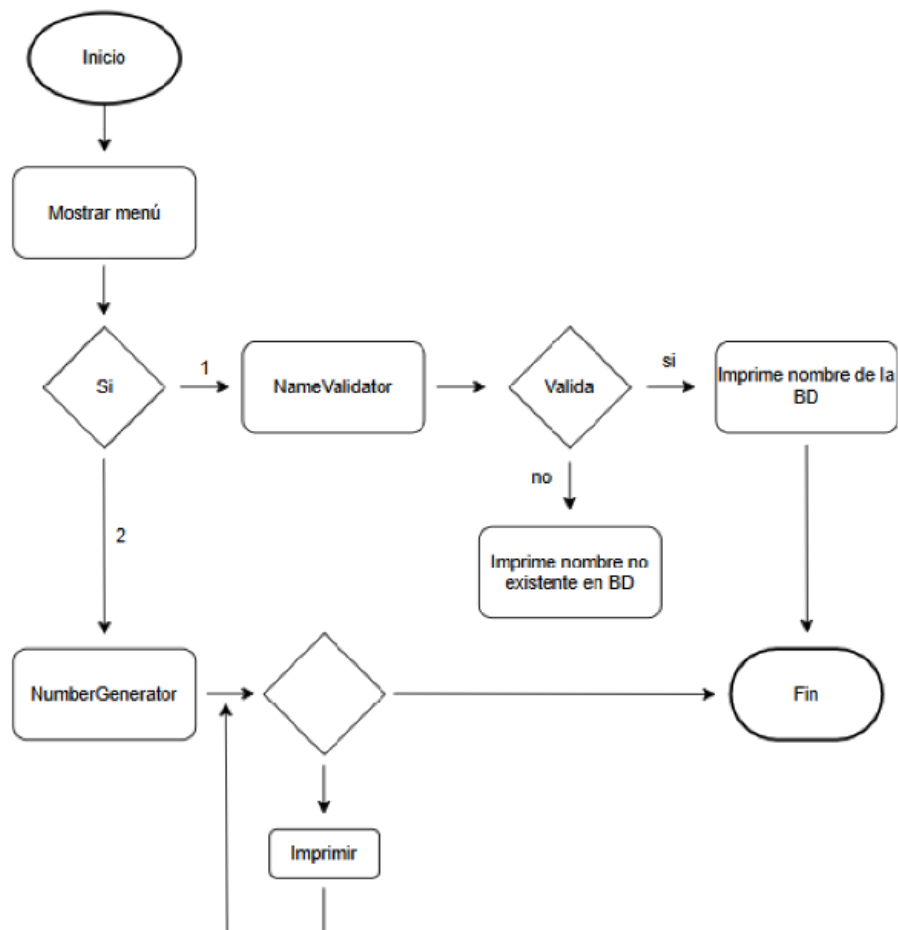 Inicio
Mostrar menú
Si
1
NameValidator
Valida
si
Imprime nombre de la
BD
no
2
Imprime nombre no
existente en BD
NumberGenerator
Fin
Imprimir